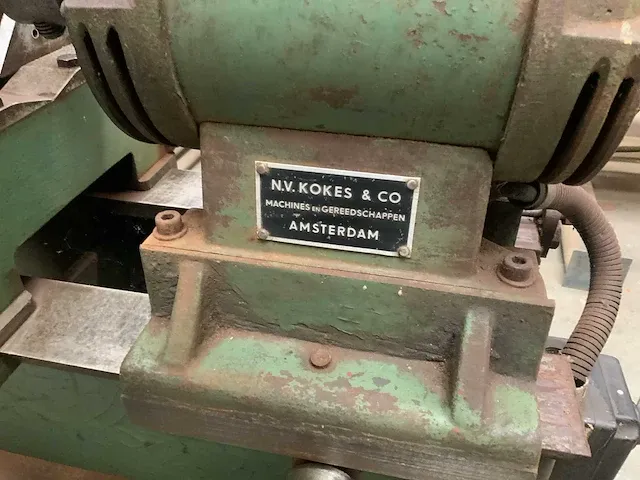 N.V. KOKES & CO
MACHINES EN GEREEDSCHAPPEN
AMSTERDAM